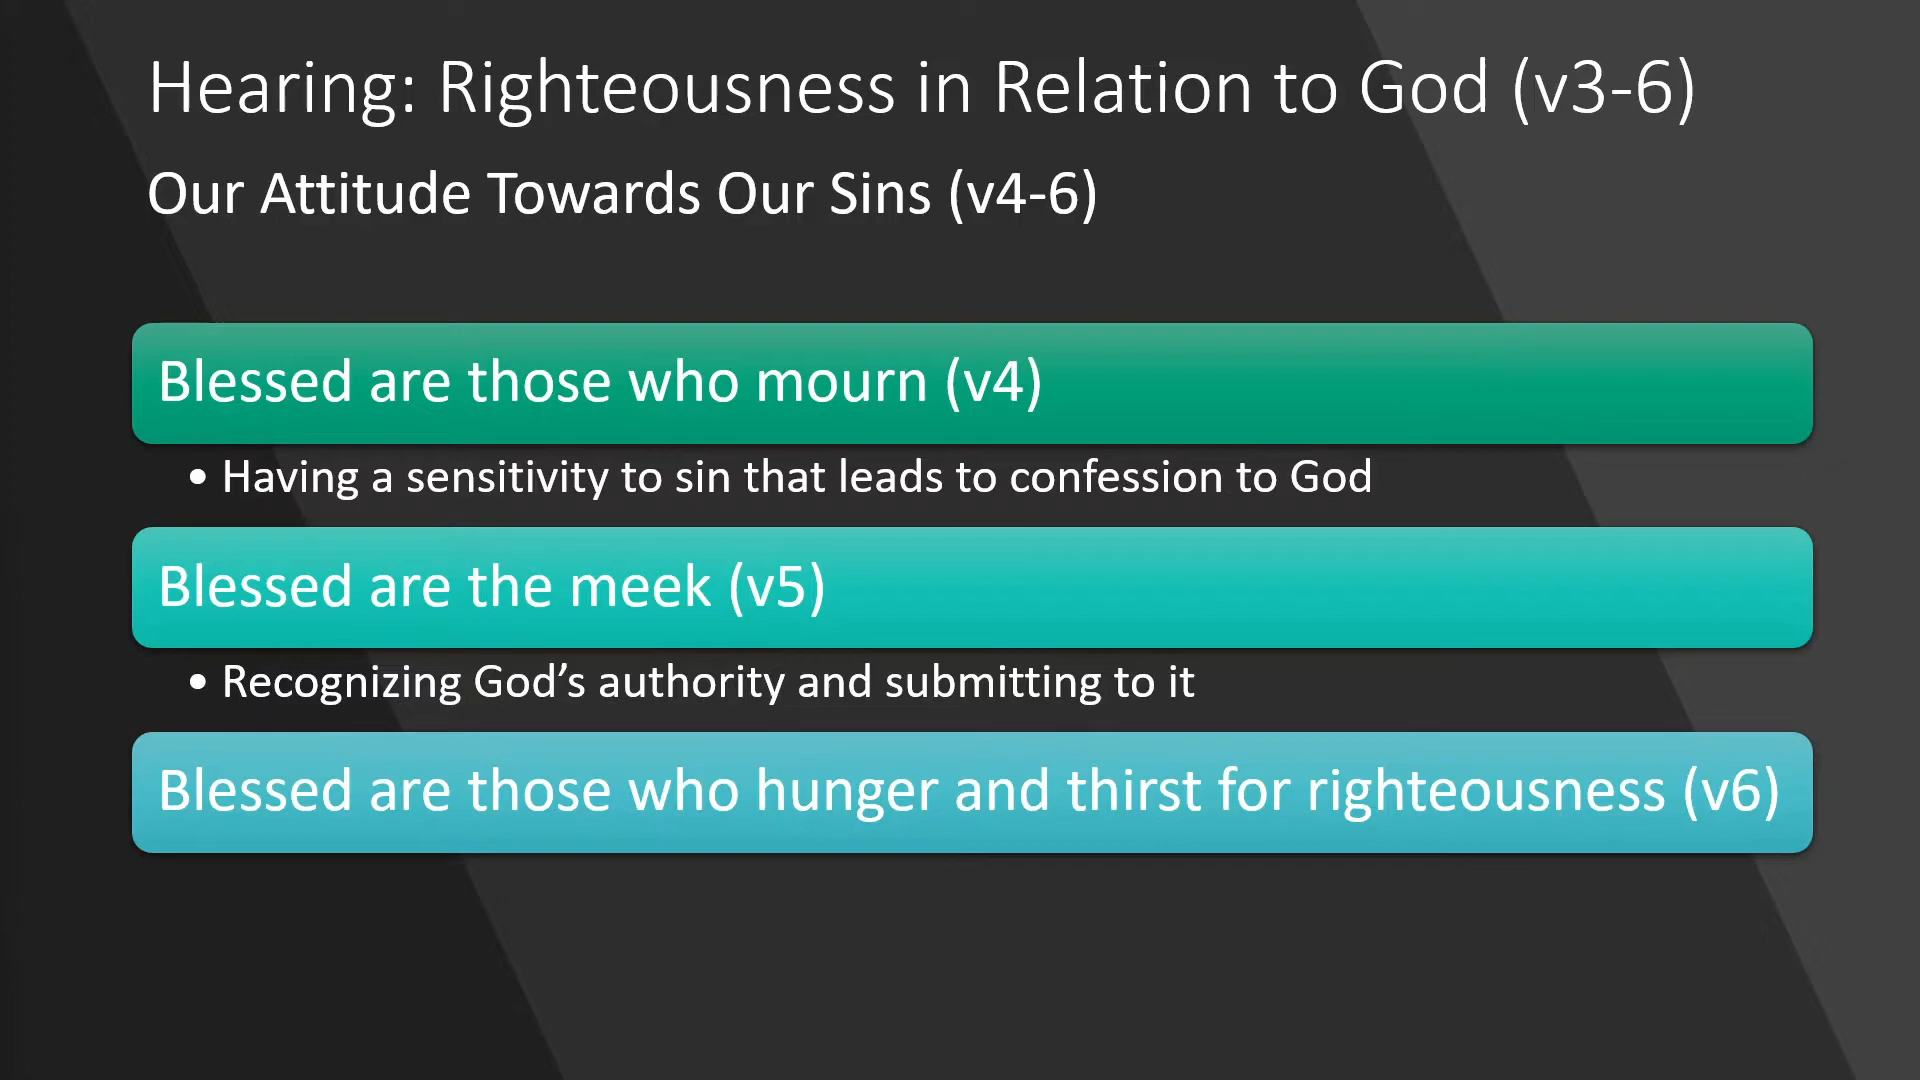 Hearing: Righteousness in Relation to God (v3-6)
Our Attitude Towards Our Sins (v4-6)
Blessed are those who mourn (v4)
• Having a sensitivity to sin that leads to confession to God
Blessed are the meek (v5)
• Recognizing God’s authority and submitting to it
Blessed are those who hunger and thirst for righteousness (v6)